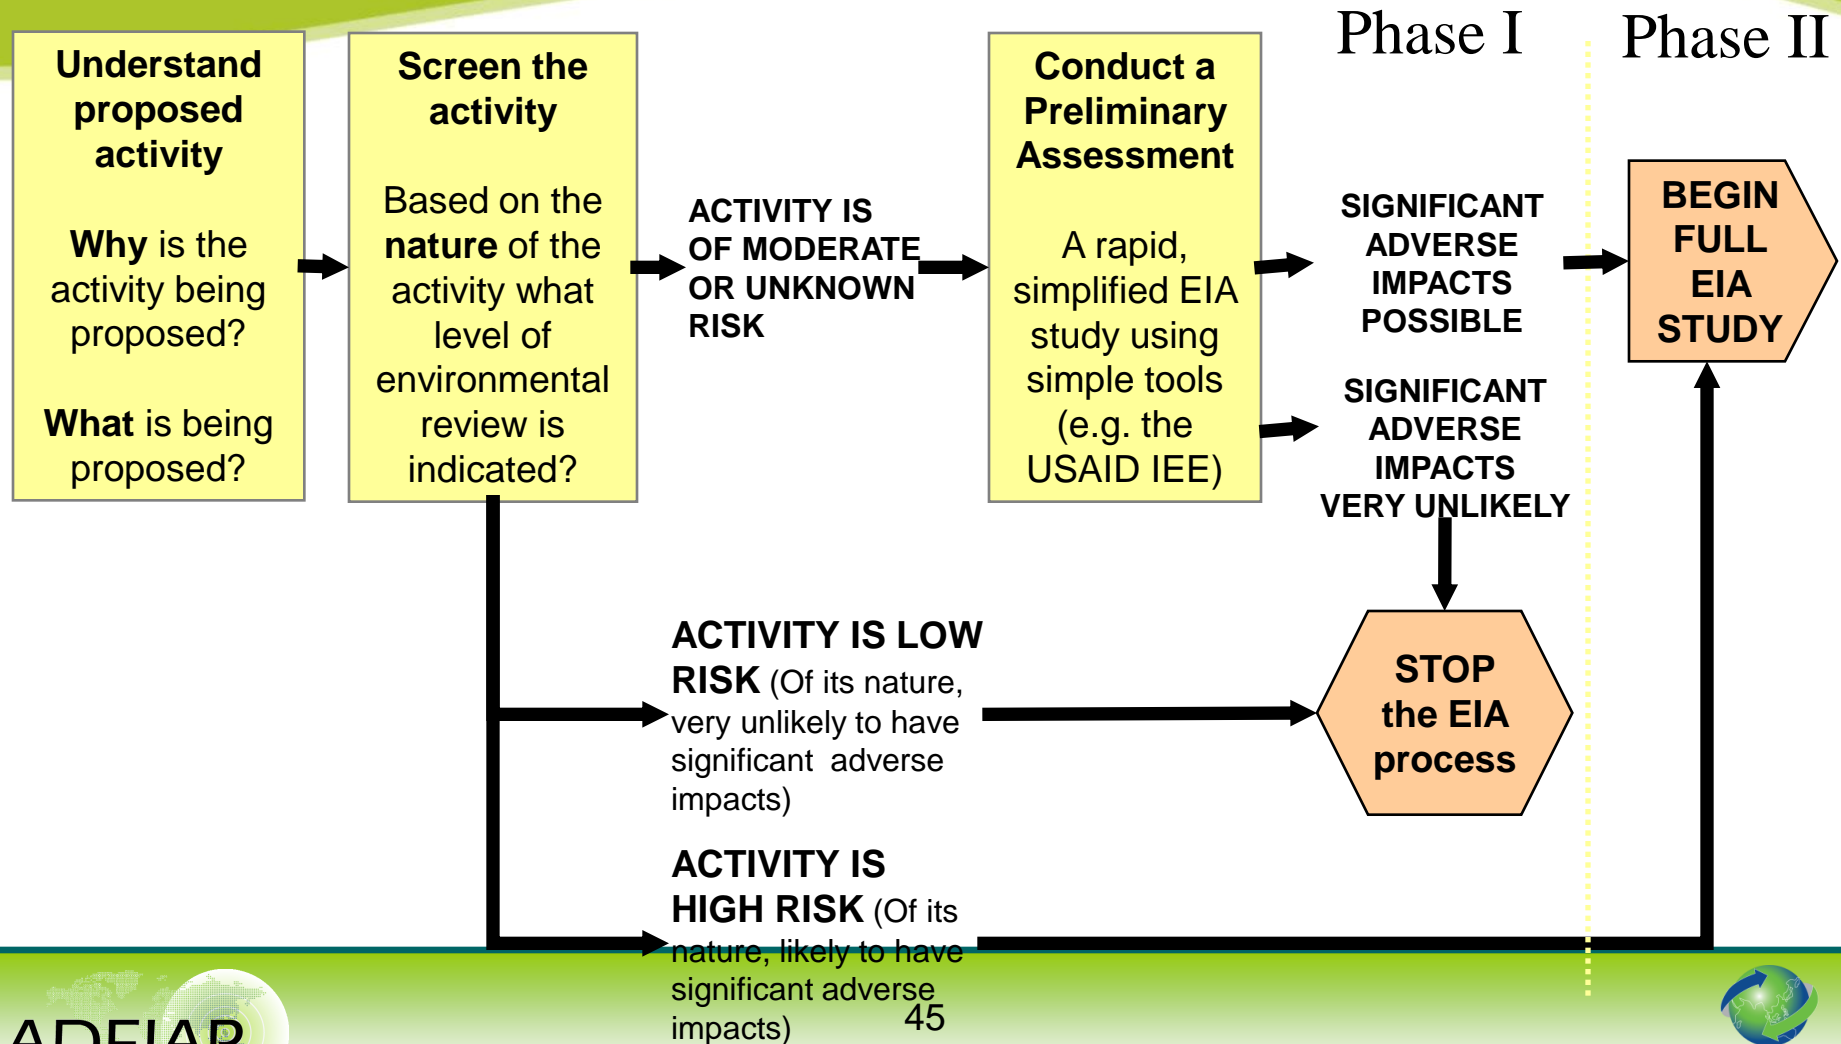 Phase I
Phase II
Understand
proposed
activity
Why is the
activity being
proposed?
What is being
proposed?
Screen the
activity
Based on the
nature of the
activity what
level of
environmental
review is
indicated?
ACTIVITY IS
OF MODERATE
OR UNKNOWN
RISK
Conduct a
Preliminary
Assessment
A rapid,
simplified EIA
study using
simple tools
(e.g. the
USAID IEE)
SIGNIFICANT
ADVERSE
IMPACTS
POSSIBLE
SIGNIFICANT
ADVERSE
IMPACTS
VERY UNLIKELY
BEGIN
FULL
EIA
STUDY
ACTIVITY IS LOW
RISK (Of its nature,
very unlikely to have
significant adverse
impacts)
STOP
the EIA
process
ACTIVITY IS
HIGH RISK (Of its
nature, likely to have
significant adverse
impacts)
45
ADFIAP